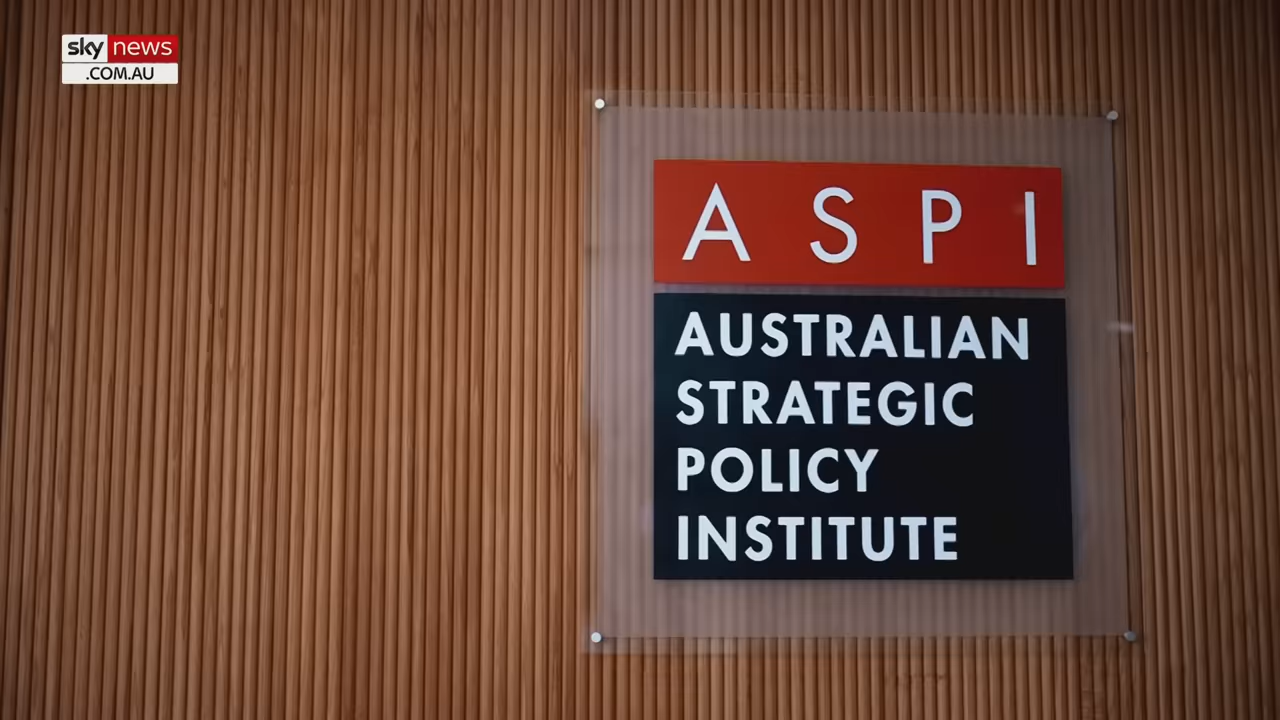 sky news
.COM.AU
ASPI
AUSTRALIAN
STRATEGIC
POLICY
INSTITUTE